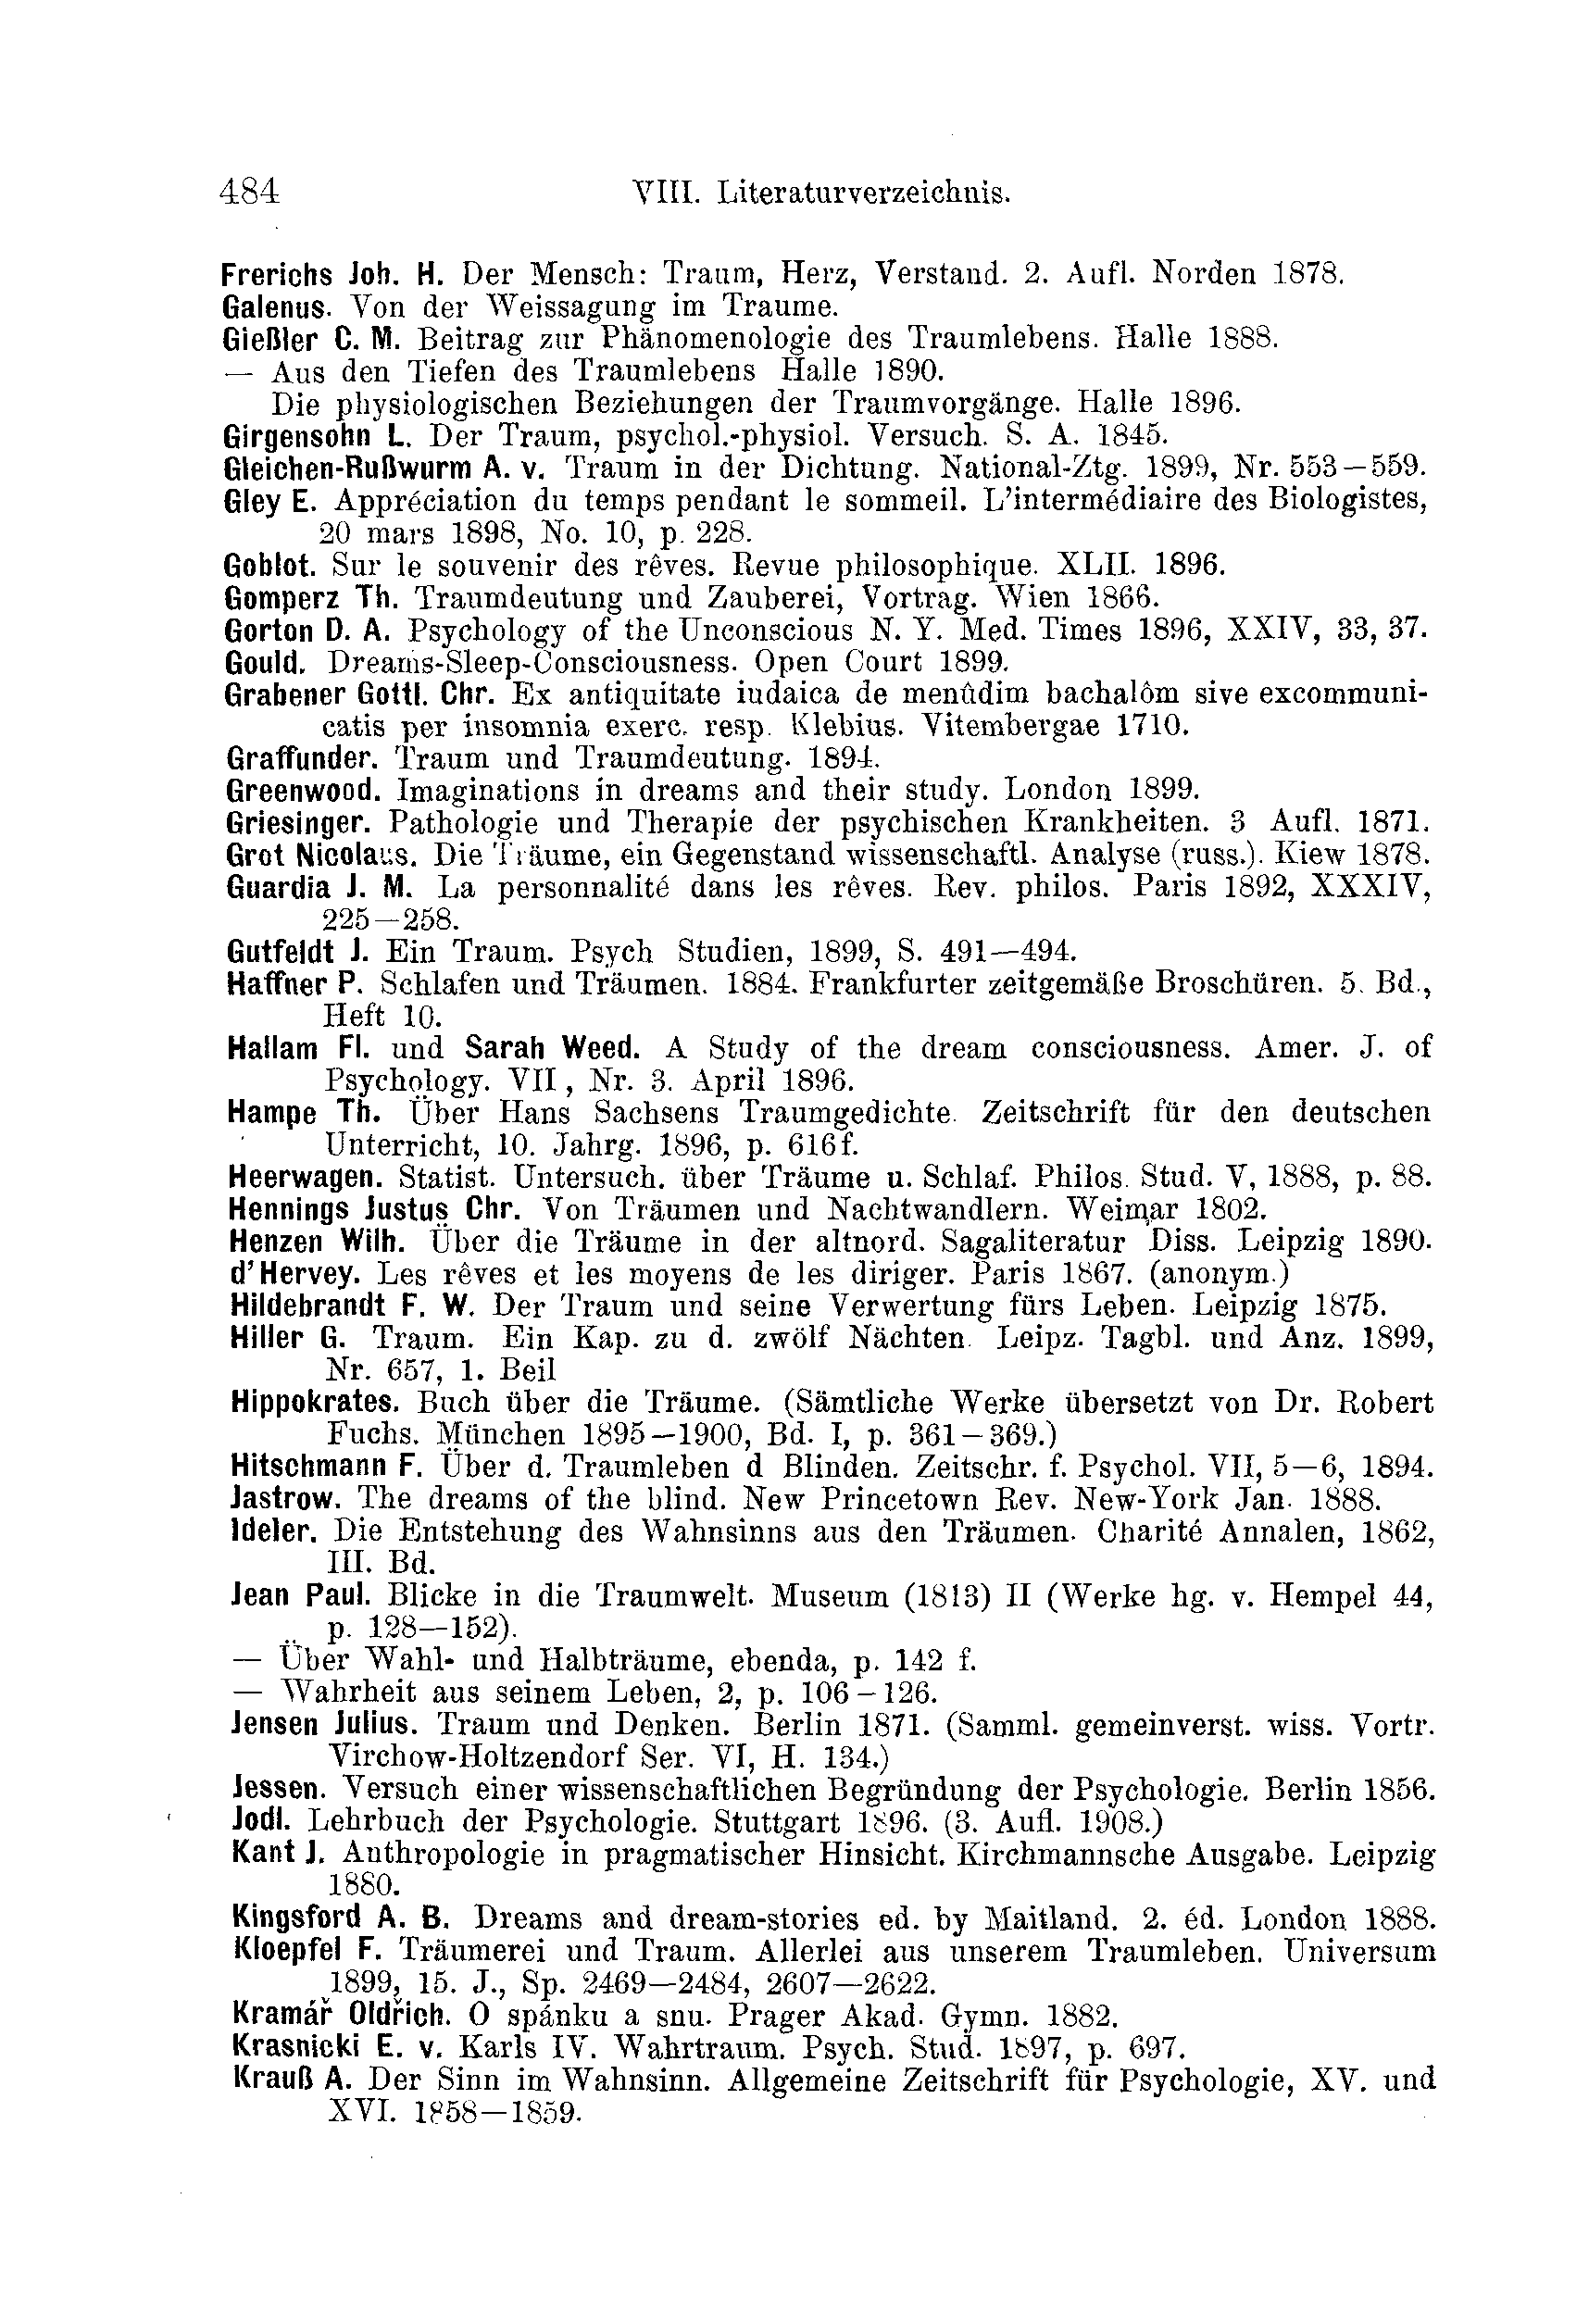 484 VIII. Literaturverzeichnis.
Frerichs Joh. H. Der Mensch: Traum, Herz, Verstand. 2. Aufl. Norden 1878.
Galenus. Von der Weissagung im Traume.
Gießler C. M. Beitrag zur Phänomenologie des Traumlebens. Halle 1888.
— Aus den Tiefen des Traumlebens Halle 1890.
Die physiologischen Beziehungen der Traumvorgänge. Halle 1896.
Girgensohn L. Der Traum, psychol.-physiol. Versuch. S. A. 1845.
Gleichen-Rußwurm A. v. Traum in der Dichtung. National-Ztg. 1899, Nr. 553—559.
Gley E. Appréciation du temps pendant le sommeil. L'intermédiaire des Biologistes,
20 mars 1898, No. 10, p. 228.
Goblot. Sur le souvenir des rêves. Revue philosophique. XLII. 1896.
Gomperz Th. Traumdeutung und Zauberei, Vortrag. Wien 1866.
Gorton D. A. Psychology of the Unconscious N. Y. Med. Times 1896, XXIV, 33, 37.
Gould. Dreams-Sleep-Consciousness. Open Court 1899.
Grabener Gottl. Chr. Ex antiquitate iudaica de menûdim bachalôm sive excommuni-
catis per insomnia exerc. resp. Klebius. Vitembergae 1710.
Graffunder. Traum und Traumdeutung. 1894.
Greenwood. Imaginations in dreams and their study. London 1899.
Griesinger. Pathologie und Therapie der psychischen Krankheiten. 3 Aufl. 1871.
Grot Nicolaus. Die Träume, ein Gegenstand wissenschaftl. Analyse (russ.). Kiew 1878.
Guardia J. M. La personnalité dans les rêves. Rev. philos. Paris 1892, XXXIV,
225—258.
Gutfeldt J. Ein Traum. Psych Studien, 1899, S. 491—494.
Haffner P. Schlafen und Träumen. 1884. Frankfurter zeitgemäße Broschüren. 5. Bd.,
Heft 10.
Hallam Fl. und Sarah Weed. A Study of the dream consciousness. Amer. J. of
Psychology. VII, Nr. 3. April 1896.
Hampe Th. Über Hans Sachsens Traumgedichte. Zeitschrift für den deutschen
Unterricht, 10. Jahrg. 1896, p. 616f.
Heerwagen. Statist. Untersuch. über Träume u. Schlaf. Philos. Stud. V, 1888, p. 88.
Hennings Justus Chr. Von Träumen und Nachtwandlern. Weimar 1802.
Henzen Wilh. Über die Träume in der altnord. Sagaliteratur Diss. Leipzig 1890.
d'Hervey. Les rêves et les moyens de les diriger. Paris 1867. (anonym.)
Hildebrandt F. W. Der Traum und seine Verwertung fürs Leben. Leipzig 1875.
Hiller G. Traum. Ein Kap. zu d. zwölf Nächten. Leipz. Tagbl. und Anz. 1899,
Nr. 657, 1. Beil
Hippokrates. Buch über die Träume. (Sämtliche Werke übersetzt von Dr. Robert
Fuchs. München 1895—1900, Bd. I, p. 361—369.)
Hitschmann F. Über d. Traumleben d Blinden. Zeitschr. f. Psychol. VII, 5—6, 1894.
Jastrow. The dreams of the blind. New Princetown Rev. New-York Jan. 1888.
Ideler. Die Entstehung des Wahnsinns aus den Träumen. Charité Annalen, 1862,
III. Bd.
Jean Paul. Blicke in die Traumwelt. Museum (1813) II (Werke hg. v. Hempel 44,
p. 128—152).
— Über Wahl- und Halbträume, ebenda, p. 142 f.
— Wahrheit aus seinem Leben, 2, p. 106—126.
Jensen Julius. Traum und Denken. Berlin 1871. (Samml. gemeinverst. wiss. Vortr.
Virchow-Holtzendorf Ser. VI, H. 134.)
Jessen. Versuch einer wissenschaftlichen Begründung der Psychologie. Berlin 1856.
Jodl. Lehrbuch der Psychologie. Stuttgart 1896. (3. Aufl. 1908.)
Kant J. Anthropologie in pragmatischer Hinsicht. Kirchmannsche Ausgabe. Leipzig
1880.
Kingsford A. B. Dreams and dream-stories ed. by Maitland. 2. éd. London 1888.
Kloepfel F. Träumerei und Traum. Allerlei aus unserem Traumleben. Universum
1899, 15. J., Sp. 2469—2484, 2607—2622.
Kramář Oldřich. O spánku a snu. Prager Akad. Gymn. 1882.
Krasnicki E. v. Karls IV. Wahrtraum. Psych. Stud. 1897, p. 697.
Krauß A. Der Sinn im Wahnsinn. Allgemeine Zeitschrift für Psychologie, XV. und
XVI. 1858—1859.